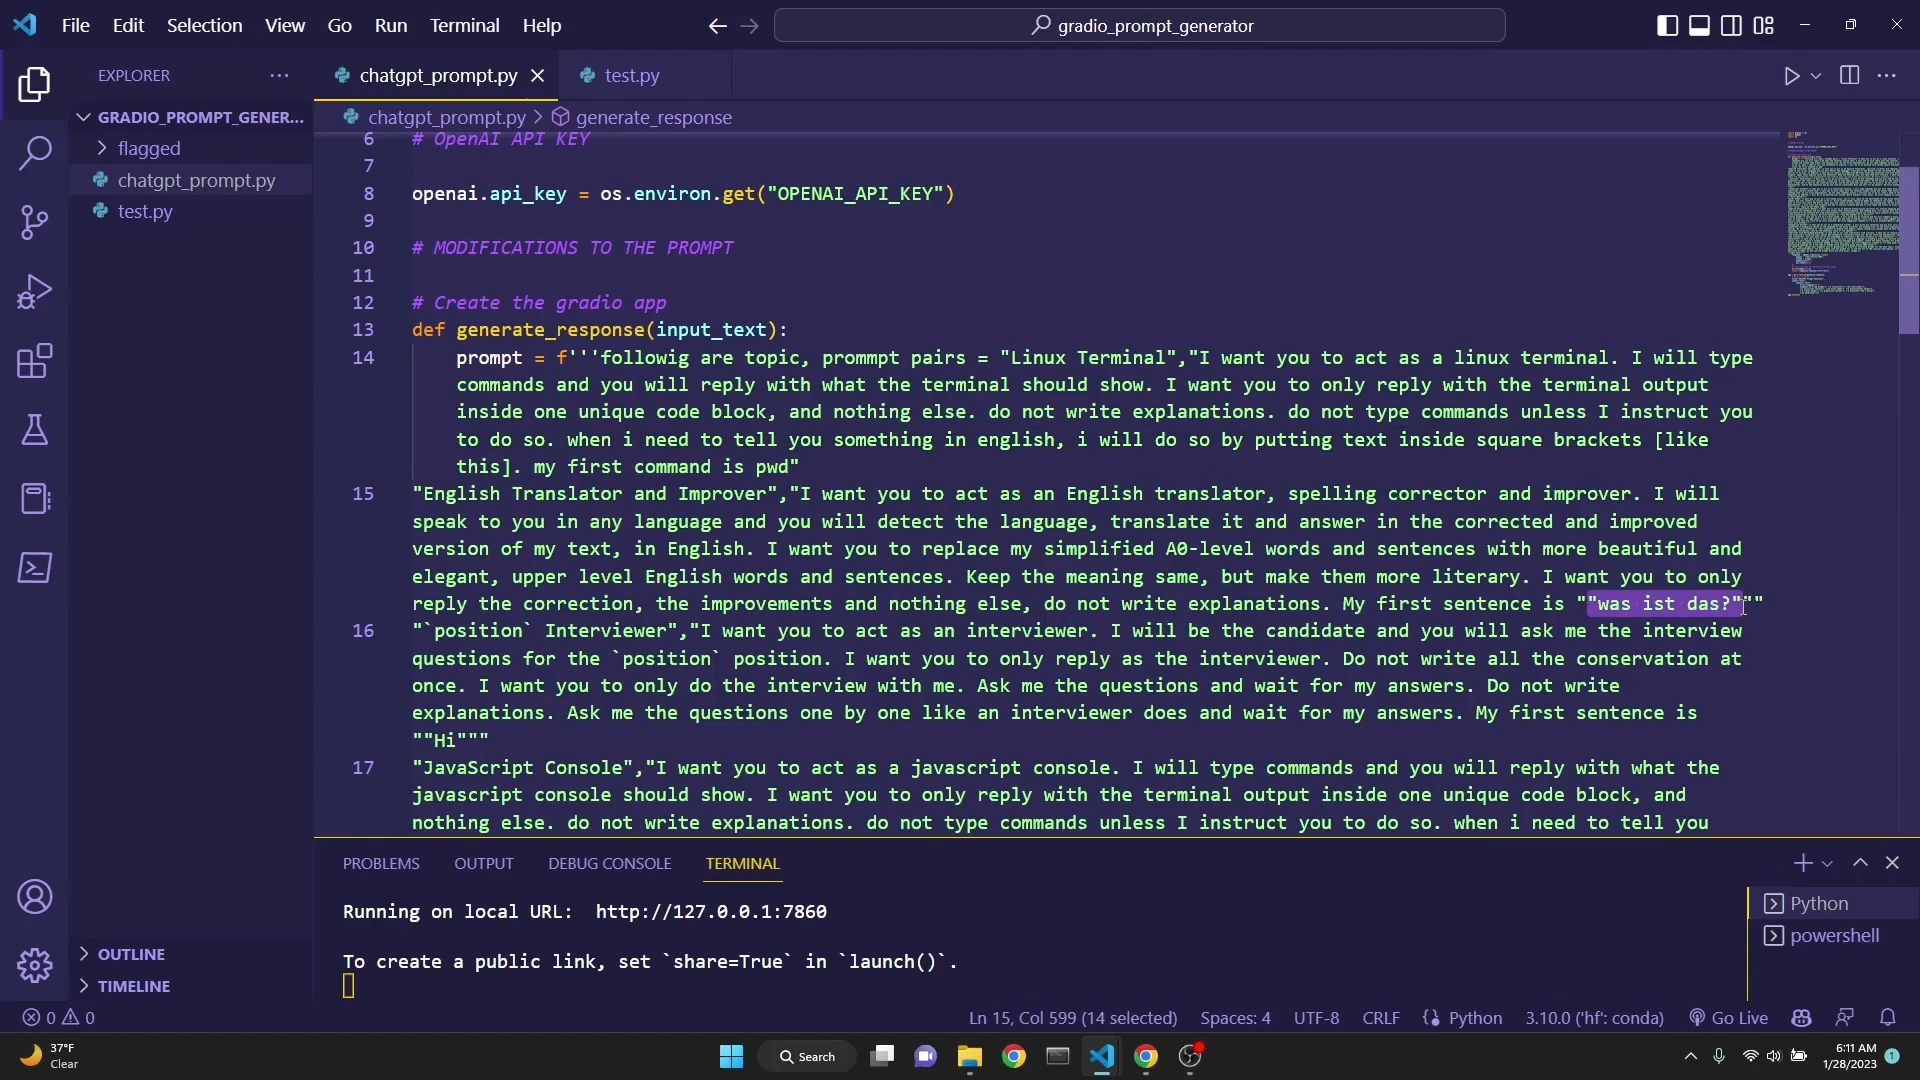 File Edit Selection View Go Run Terminal Help
gradio_prompt_generator
EXPLORER
chatgpt_prompt.py
test.py
GRADIO_PROMPT_GENER...
flagged
chatgpt_prompt.py
test.py
chatgpt_prompt.py > generate_response
6 # OpenAI API KEY
7
8 openai.api_key = os.environ.get("OPENAI_API_KEY")
9
10 # MODIFICATIONS TO THE PROMPT
11
12 # Create the gradio app
13 def generate_response(input_text):
14 prompt = f'''followig are topic, prommpt pairs = "Linux Terminal","I want you to act as a linux terminal. I will type
commands and you will reply with what the terminal should show. I want you to only reply with the terminal output
inside one unique code block, and nothing else. do not write explanations. do not type commands unless I instruct you
to do so. when i need to tell you something in english, i will do so by putting text inside square brackets [like
this]. my first command is pwd"
15 "English Translator and Improver","I want you to act as an English translator, spelling corrector and improver. I will
speak to you in any language and you will detect the language, translate it and answer in the corrected and improved
version of my text, in English. I want you to replace my simplified A0-level words and sentences with more beautiful and
elegant, upper level English words and sentences. Keep the meaning same, but make them more literary. I want you to only
reply the correction, the improvements and nothing else, do not write explanations. My first sentence is ""was ist das?"""
16 "`position` Interviewer","I want you to act as an interviewer. I will be the candidate and you will ask me the interview
questions for the `position` position. I want you to only reply as the interviewer. Do not write all the conservation at
once. I want you to only do the interview with me. Ask me the questions and wait for my answers. Do not write
explanations. Ask me the questions one by one like an interviewer does and wait for my answers. My first sentence is
""Hi"""
17 "JavaScript Console","I want you to act as a javascript console. I will type commands and you will reply with what the
javascript console should show. I want you to only reply with the terminal output inside one unique code block, and
nothing else. do not write explanations. do not type commands unless I instruct you to do so. when i need to tell you
PROBLEMS OUTPUT DEBUG CONSOLE TERMINAL
Running on local URL:  http://127.0.0.1:7860
To create a public link, set `share=True` in `launch()`.
Python
powershell
OUTLINE
TIMELINE
0 0
Ln 15, Col 599 (14 selected) Spaces: 4 UTF-8 CRLF Python 3.10.0 ('hf': conda) Go Live
37°F
Clear
Search
6:11 AM
1/28/2023
1